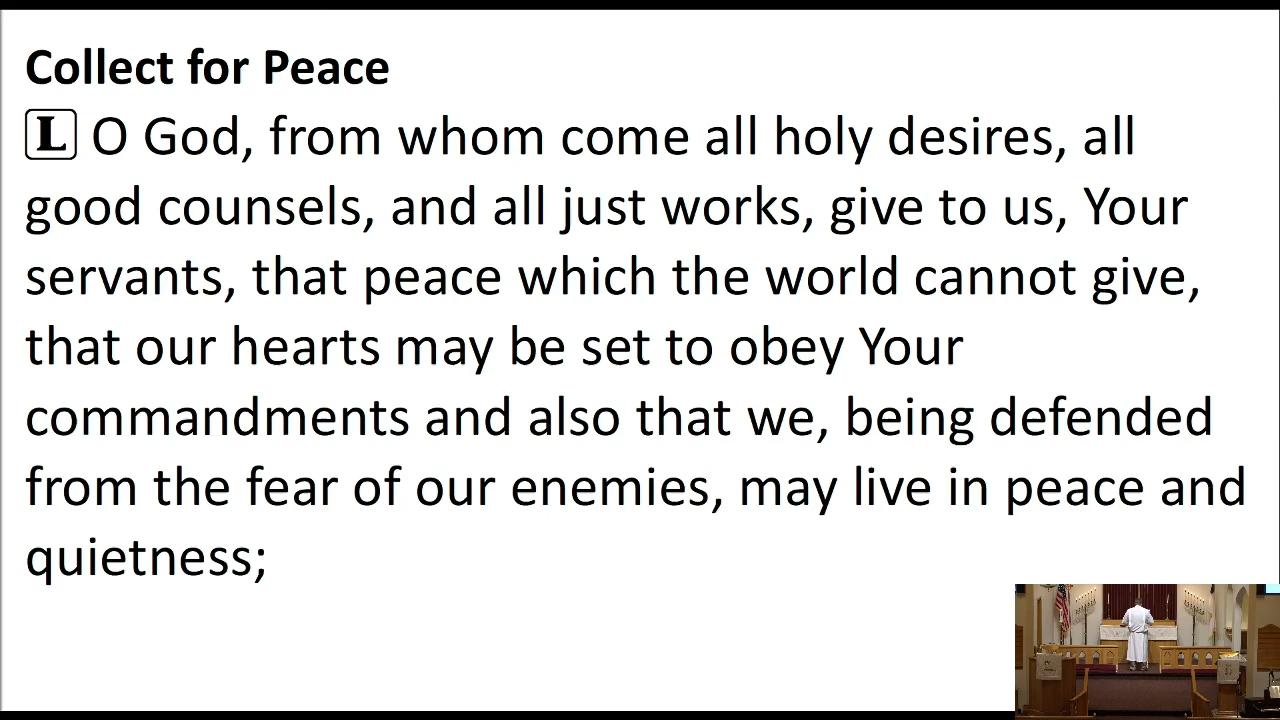 Collect for Peace
L O God, from whom come all holy desires, all
good counsels, and all just works, give to us, Your
servants, that peace which the world cannot give,
that our hearts may be set to obey Your
commandments and also that we, being defended
from the fear of our enemies, may live in peace and
quietness;